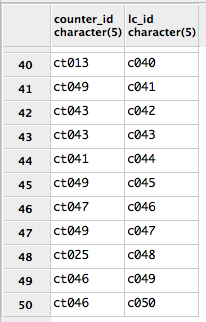 counter_id lc_id
character(5) character(5)
40 ct013 c040
41 ct049 c041
42 ct043 c042
43 ct043 c043
44 ct041 c044
45 ct049 c045
46 ct047 c046
47 ct049 c047
48 ct025 c048
49 ct046 c049
50 ct046 c050